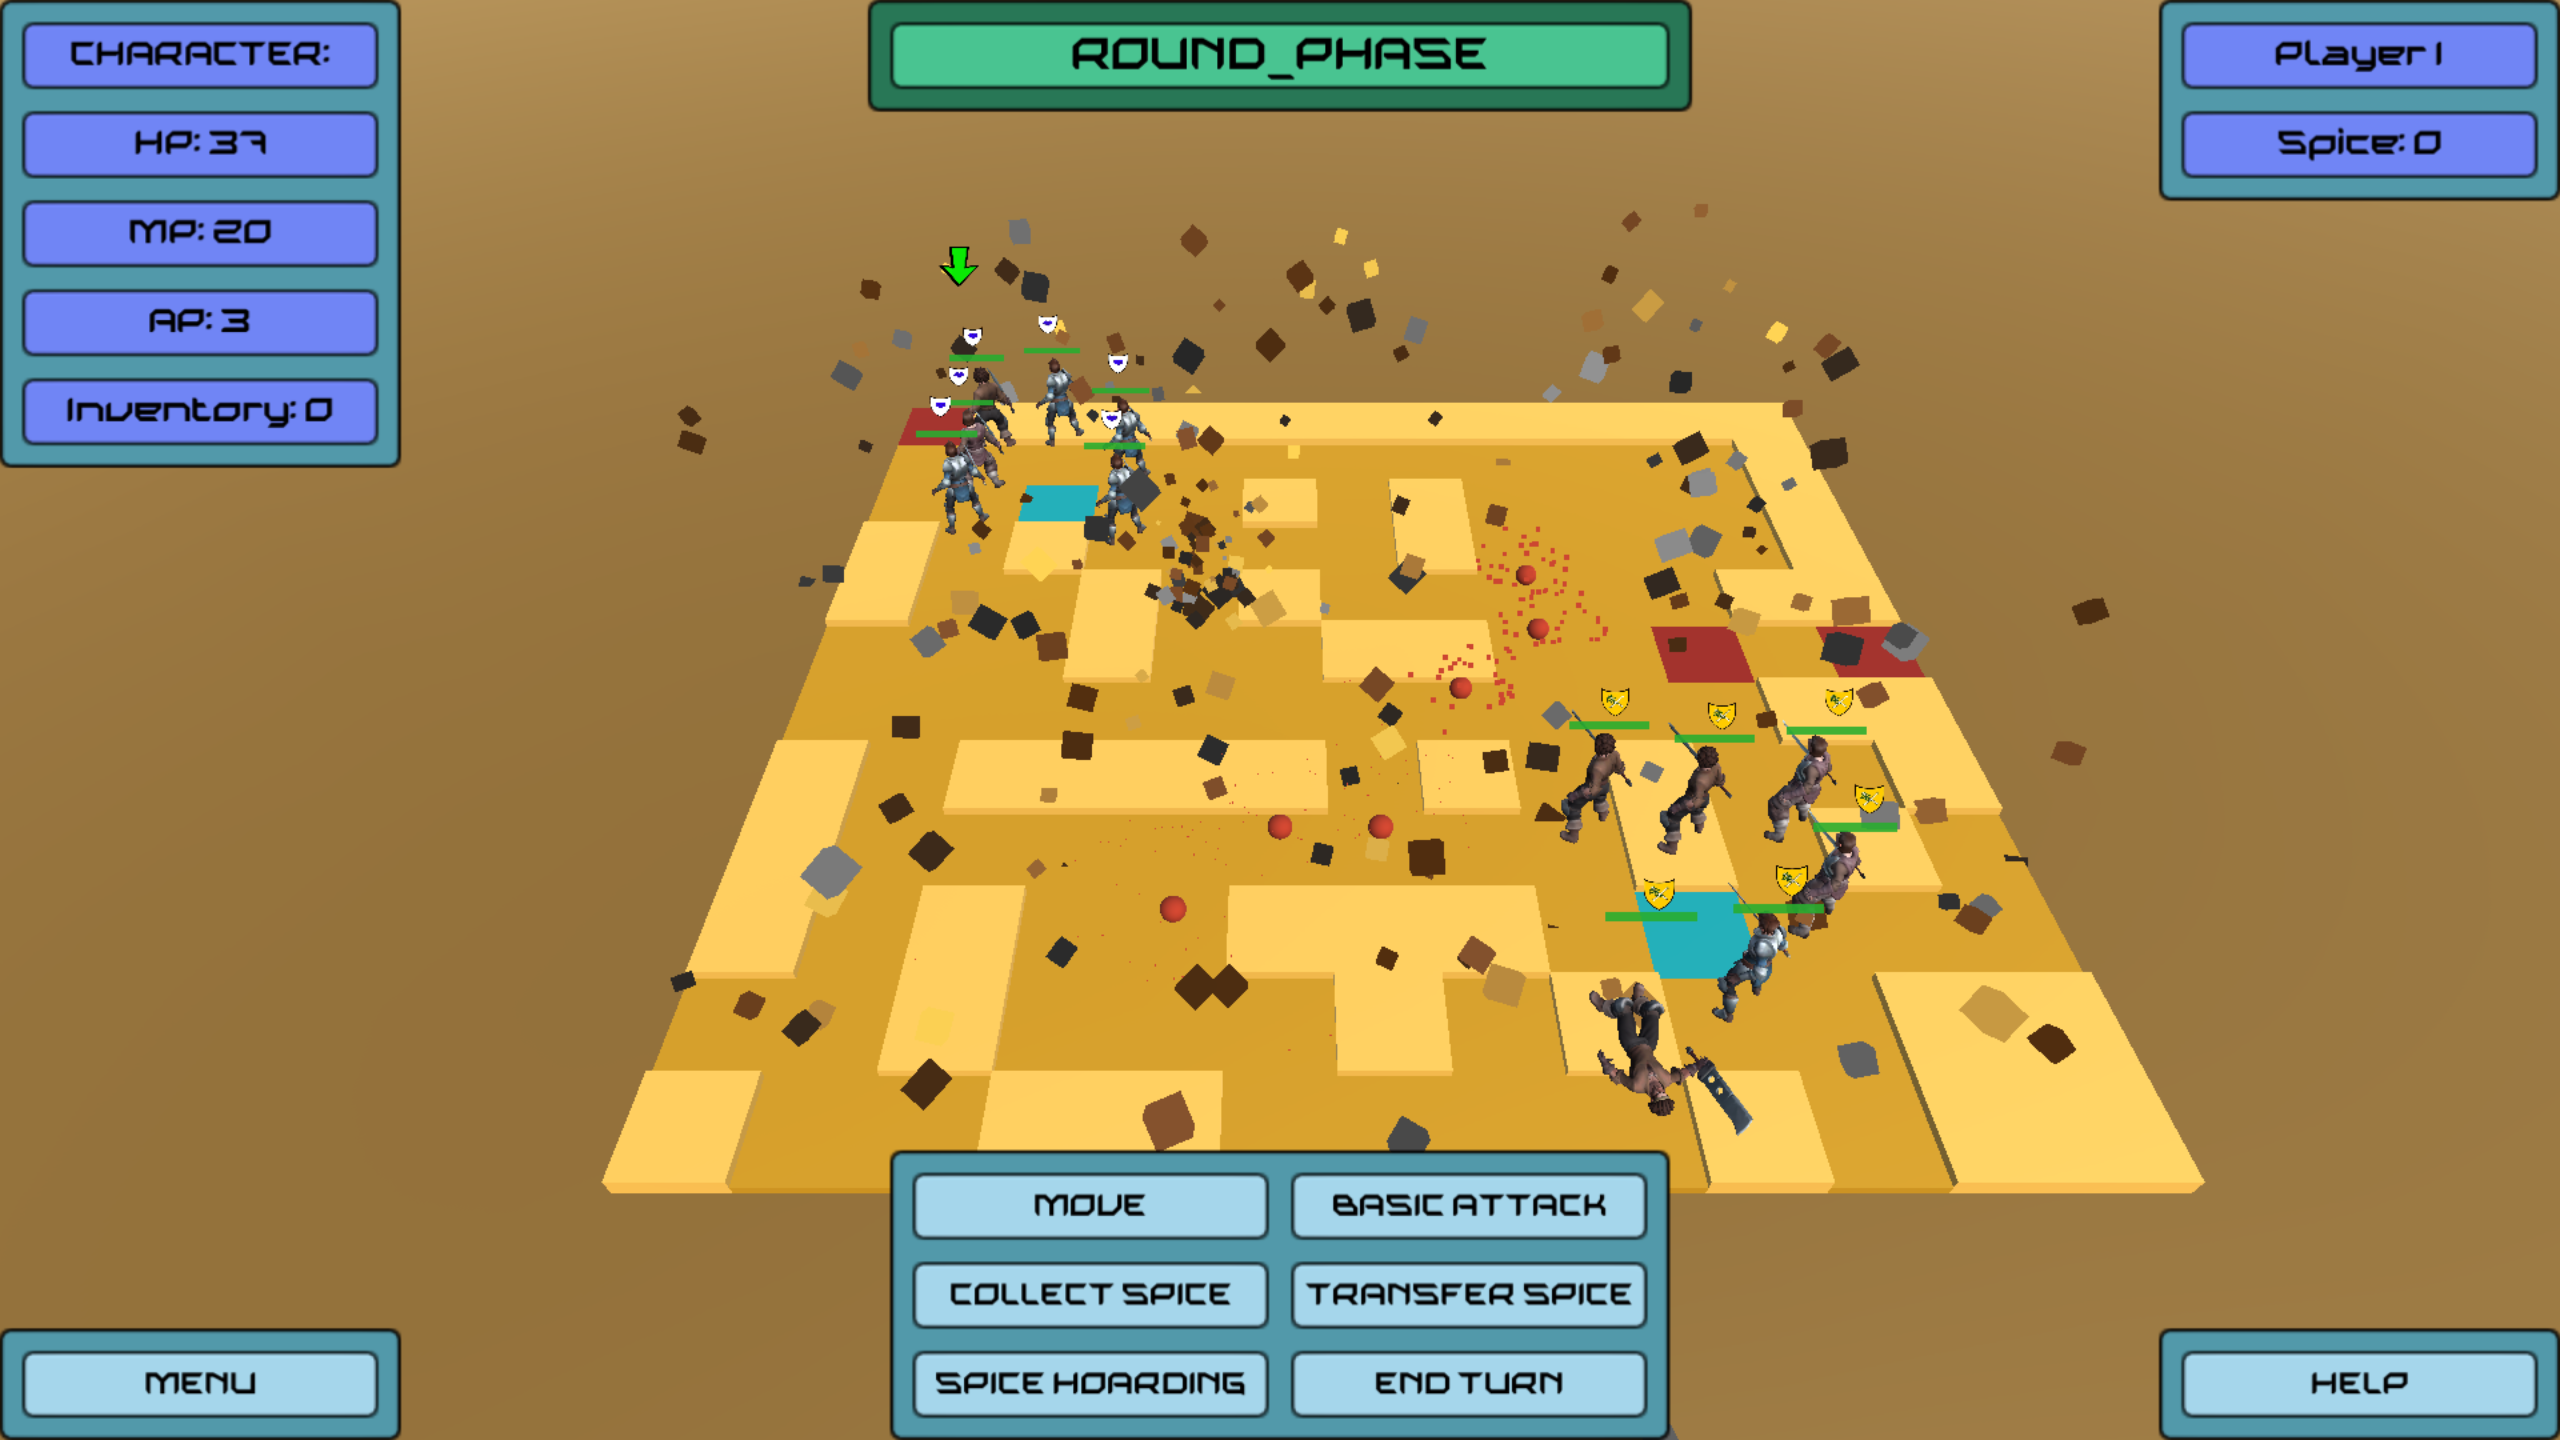 CHARACTER:
HP: 37
MP: 20
AP: 3
Inventory: 0
ROUND_PHASE
Player 1
Spice: 0
MOVE
BASIC ATTACK
COLLECT SPICE
TRANSFER SPICE
SPICE HOARDING
END TURN
MENU
HELP